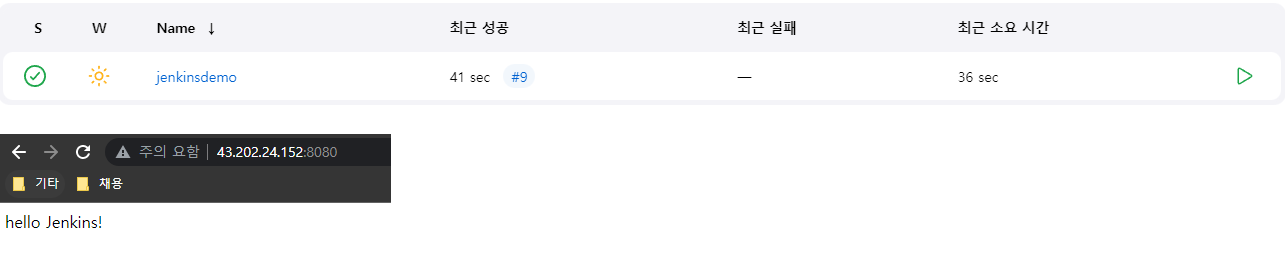 S W Name ↓ 최근 성공 최근 실패 최근 소요 시간
jenkinsdemo 41 sec #9 — 36 sec
주의 요함 43.202.24.152:8080
기타 채용
hello Jenkins!